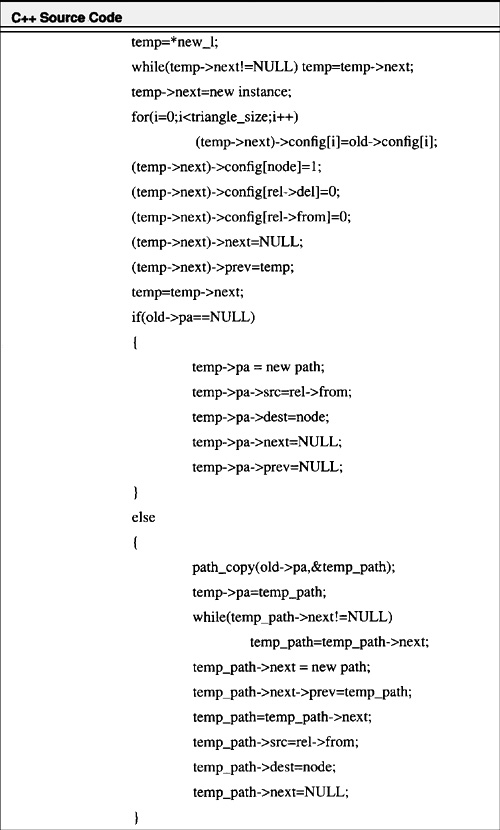 C++ Source Code
temp=*new_l;
while(temp->next!=NULL) temp=temp->next;
temp->next=new instance;
for(i=0;i<triangle_size;i++)
(temp->next)->config[i]=old->config[i];
(temp->next)->config[node]=1;
(temp->next)->config[rel->del]=0;
(temp->next)->config[rel->from]=0;
(temp->next)->next=NULL;
(temp->next)->prev=temp;
temp=temp->next;
if(old->pa==NULL)
{
temp->pa = new path;
temp->pa->src=rel->from;
temp->pa->dest=node;
temp->pa->next=NULL;
temp->pa->prev=NULL;
}
else
{
path_copy(old->pa,&temp_path);
temp->pa=temp_path;
while(temp_path->next!=NULL)
temp_path=temp_path->next;
temp_path->next = new path;
temp_path->next->prev=temp_path;
temp_path=temp_path->next;
temp_path->src=rel->from;
temp_path->dest=node;
temp_path->next=NULL;
}